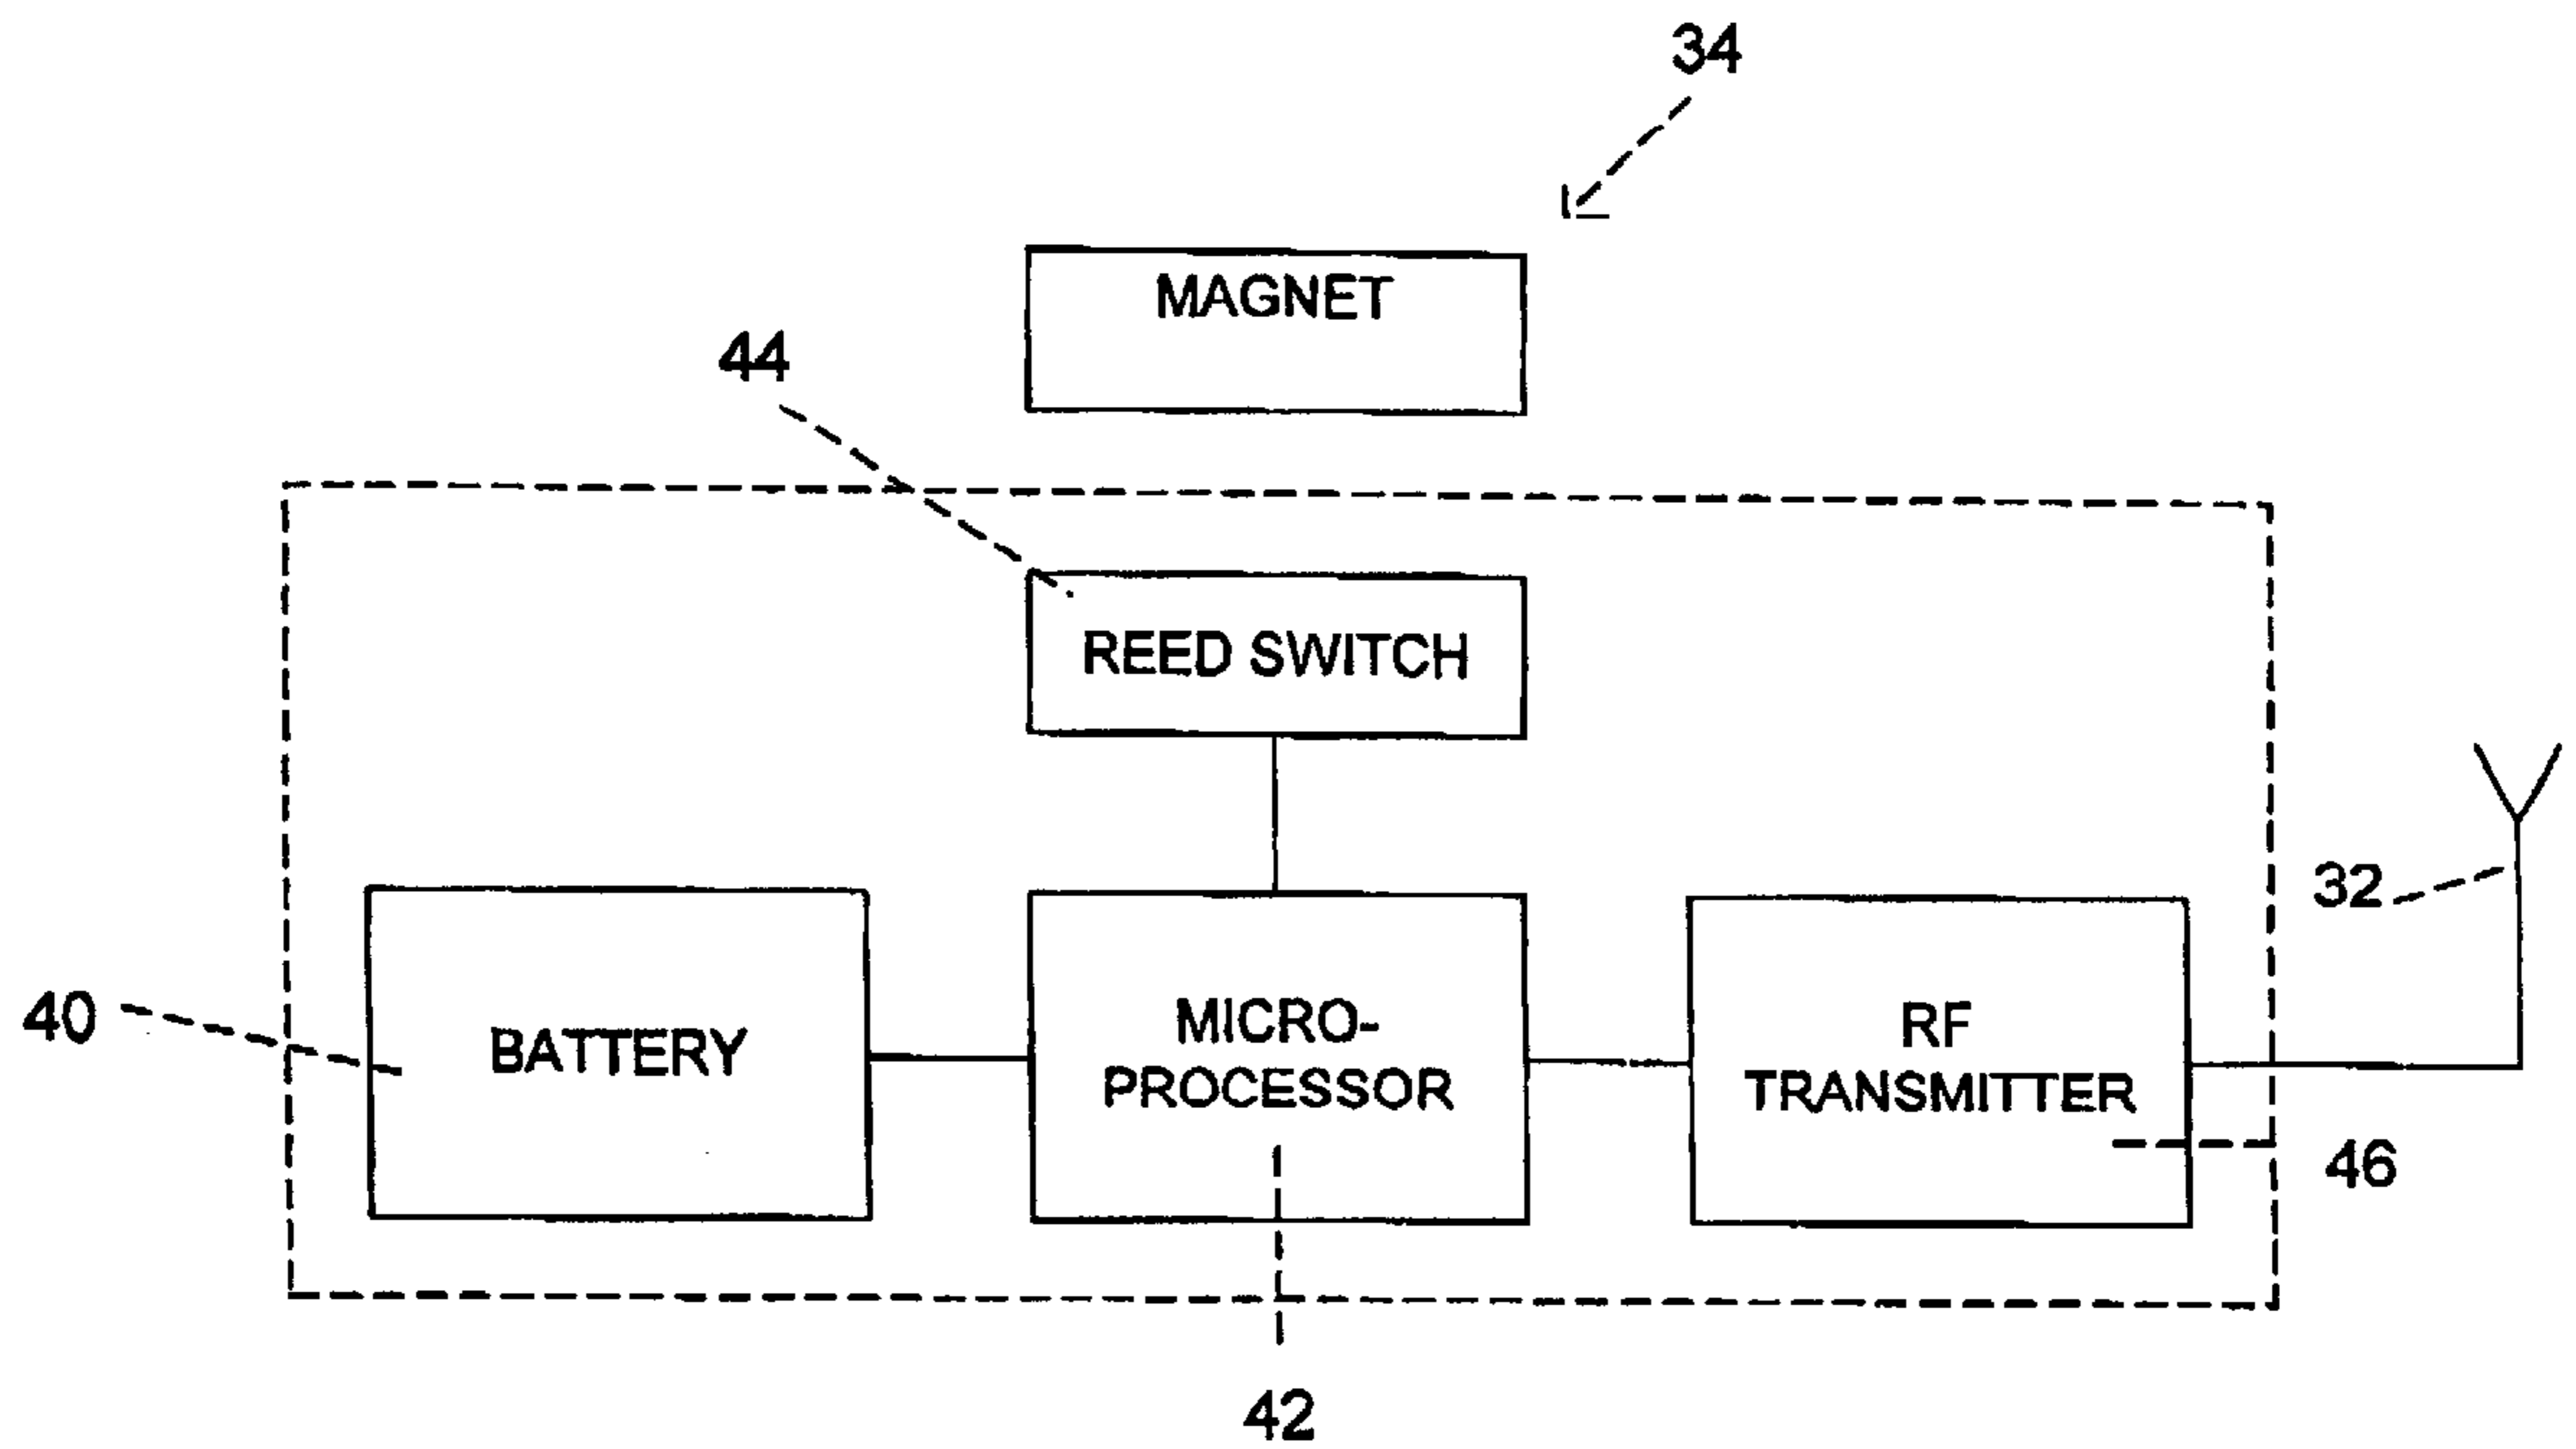 34
MAGNET
44
REED SWITCH
32
40
BATTERY
MICRO-
PROCESSOR
RF
TRANSMITTER
46
42